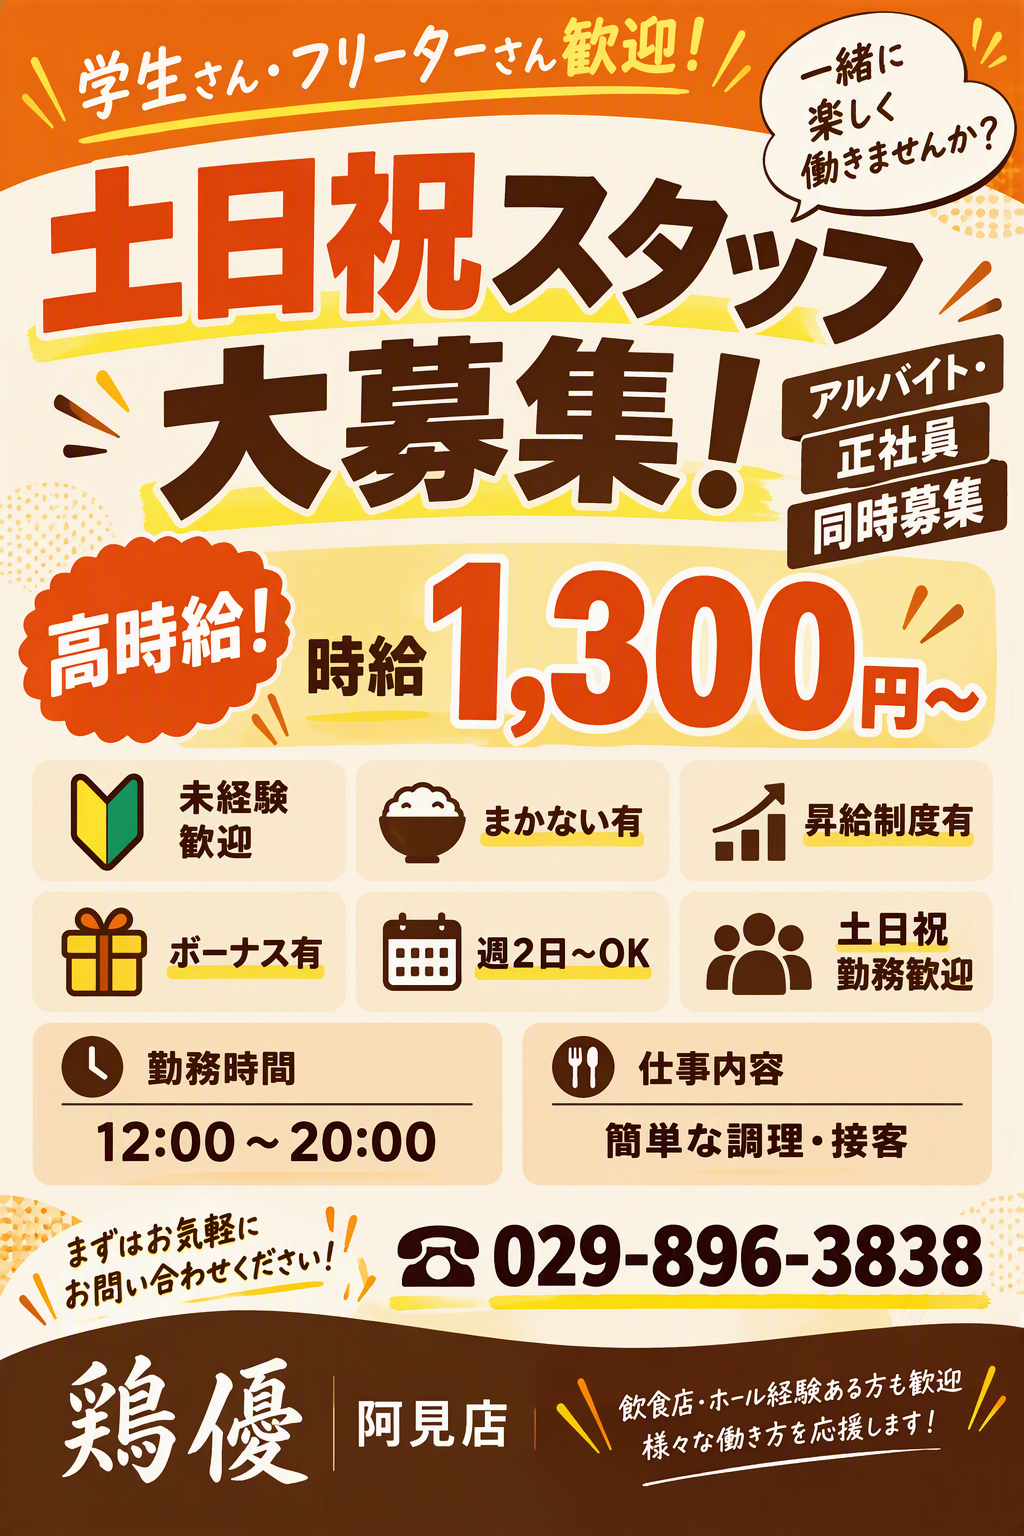 学生さん・フリーターさん歓迎！
一緒に
楽しく
働きませんか？
土日祝スタッフ
大募集！
アルバイト・
正社員
同時募集
高時給！
時給1,300円～
未経験
歓迎
まかない有
昇給制度有
ボーナス有
週2日～OK
土日祝
勤務歓迎
勤務時間
12:00～20:00
仕事内容
簡単な調理・接客
まずはお気軽に
お問い合わせください！
029-896-3838
鶏優
阿見店
飲食店・ホール経験ある方も歓迎
様々な働き方を応援します！